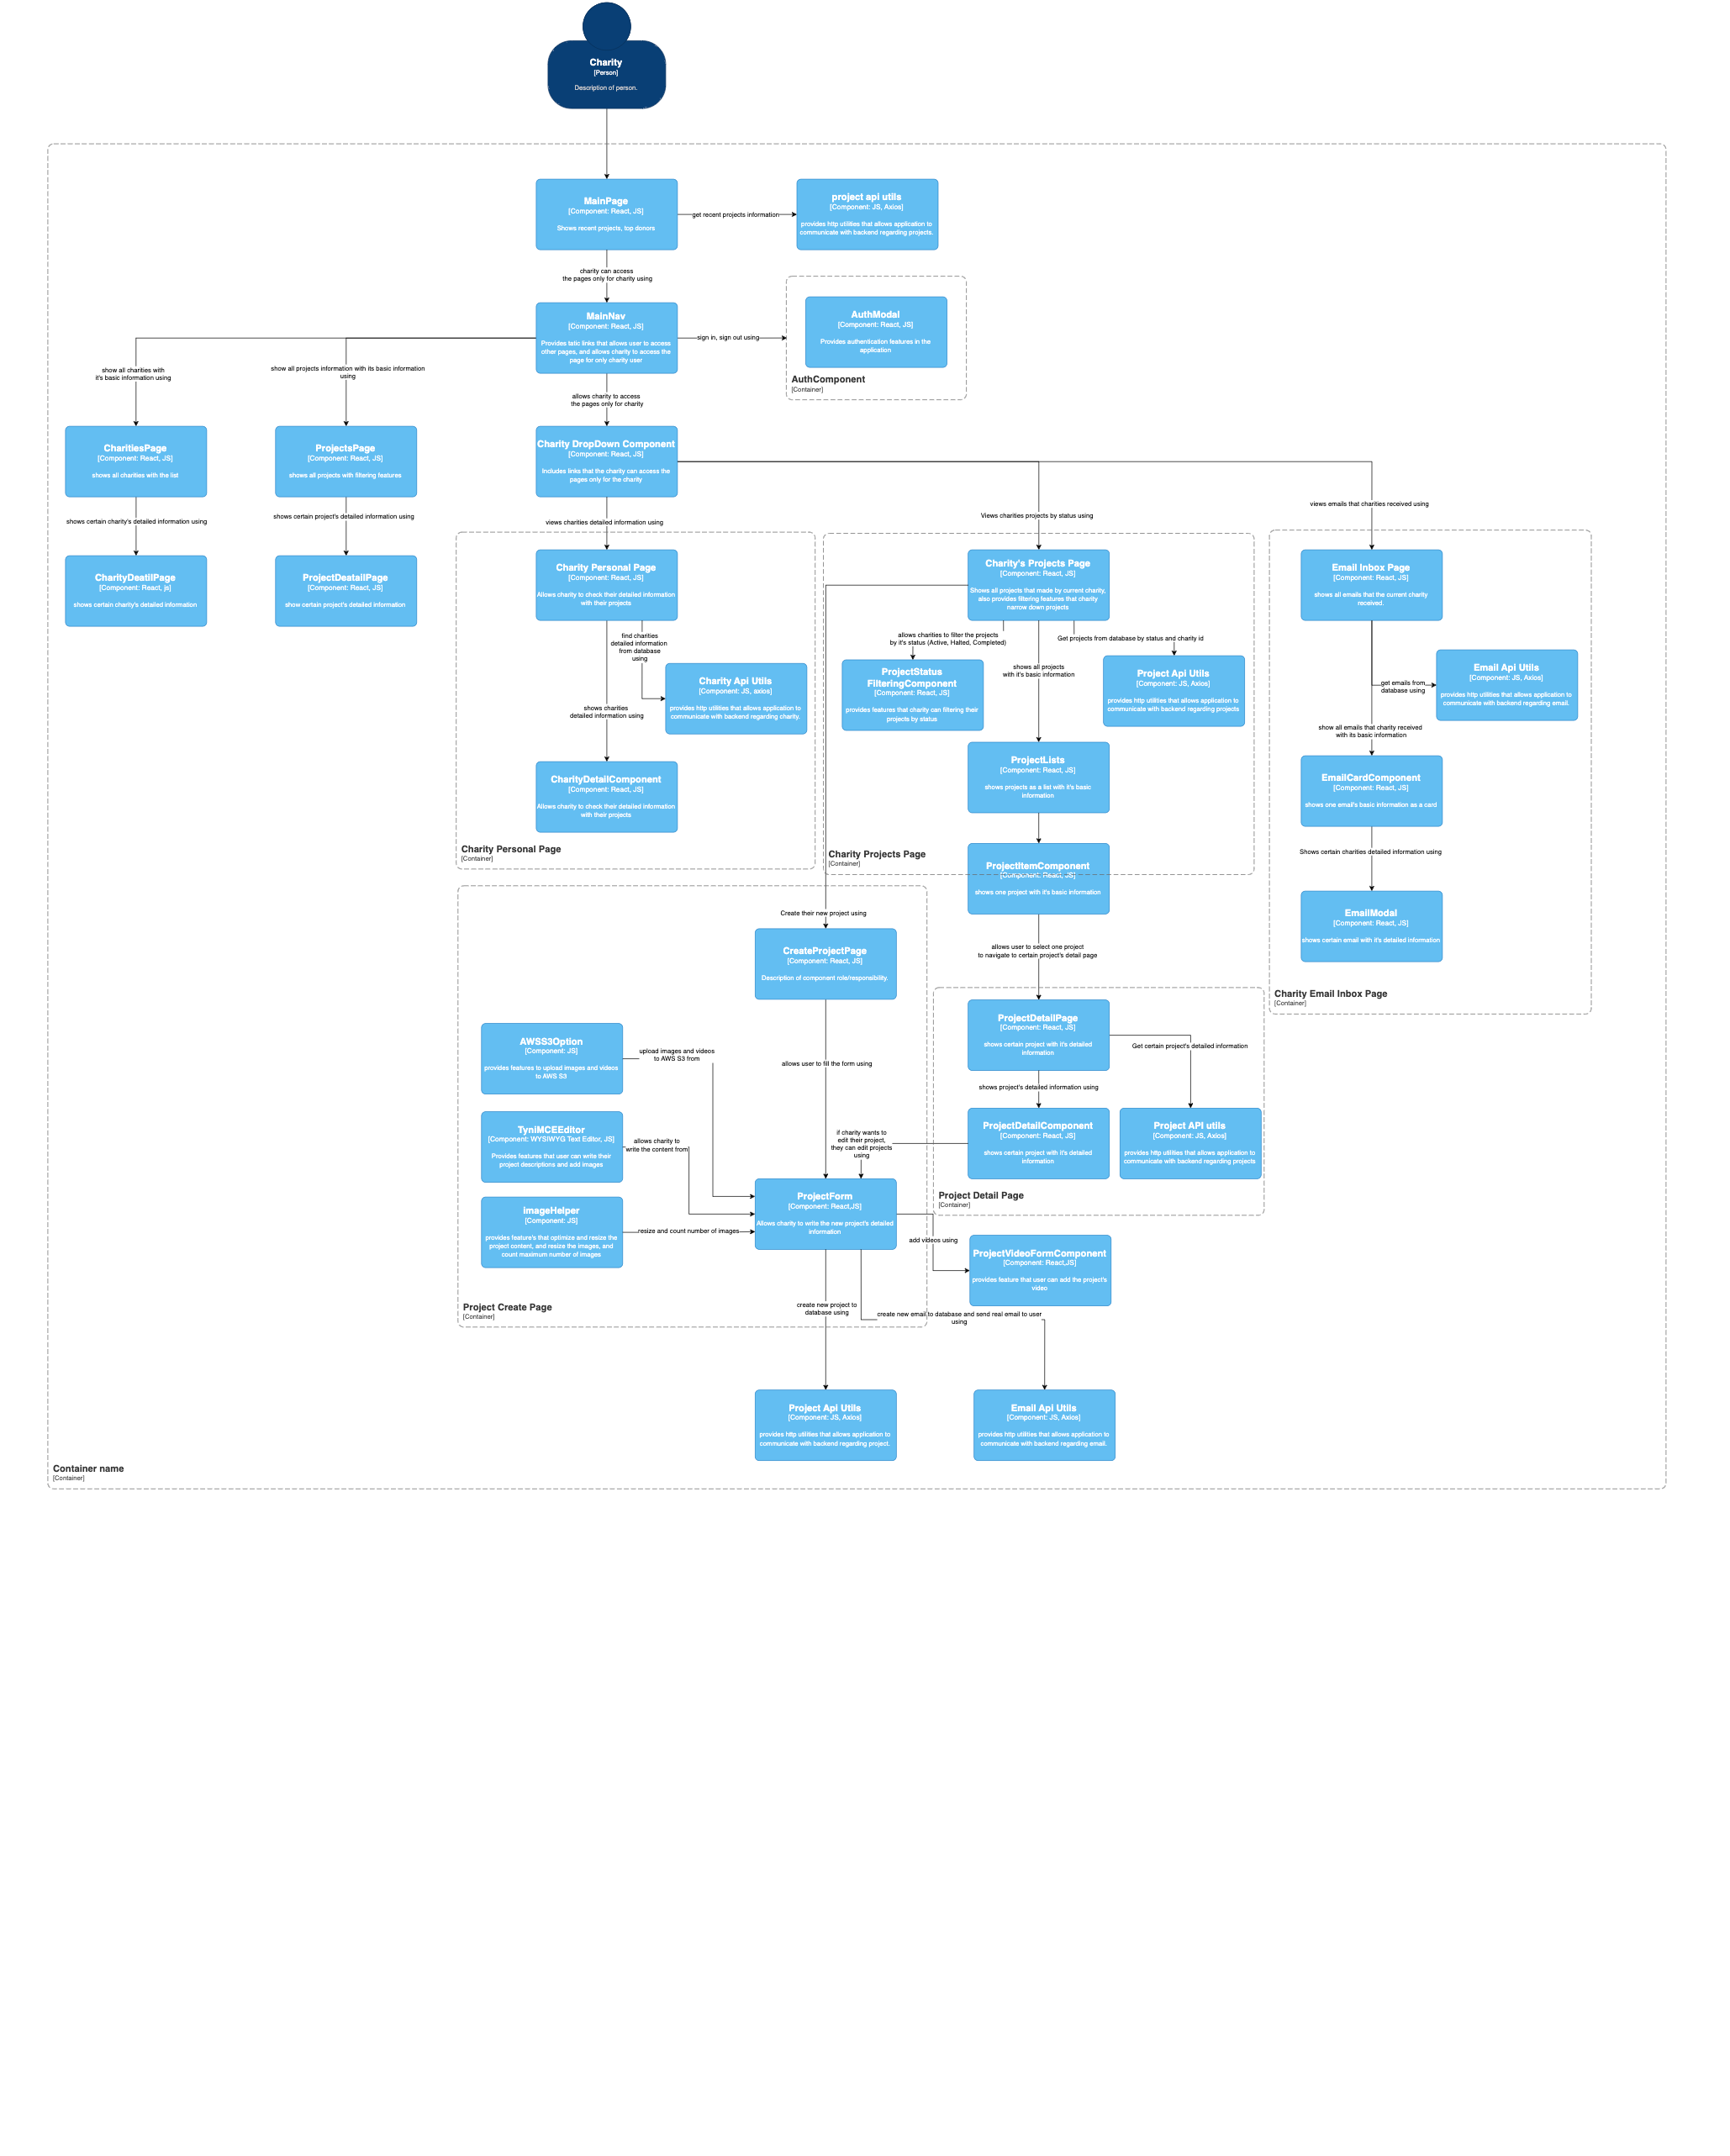 Charity
[Person]
Description of person.
MainPage
[Component: React, JS]
Shows recent projects, top donors
get recent projects information
project api utils
[Component: JS, Axios]
provides http utilities that allows application to
communicate with backend regarding projects.
charity can access
the pages only for charity using
MainNav
[Component: React, JS]
Provides tatic links that allows user to access
other pages, and allows charity to access the
page for only charity user
sign in, sign out using
AuthModal
[Component: React, JS]
Provides authentication features in the
application
AuthComponent
[Container]
show all charities with
it's basic information using
show all projects information with its basic information
using
allows charity to access
the pages only for charity
CharitiesPage
[Component: React, JS]
shows all charities with the list
ProjectsPage
[Component: React, JS]
shows all projects with filtering features
Charity DropDown Component
[Component: React, JS]
Includes links that the charity can access the
pages only for the charity
shows certain charity's detailed information using
shows certain project's detailed information using
views charities detailed information using
Views charities projects by status using
views emails that charities received using
CharityDeatilPage
[Component: React, js]
shows certain charity's detailed information
ProjectDeatailPage
[Component: React, JS]
show certain project's detailed information
Charity Personal Page
[Component: React, JS]
Allows charity to check their detailed information
with their projects
find charities
detailed information
from database
using
Charity Api Utils
[Component: JS, axios]
provides http utilities that allows application to
communicate with backend regarding charity.
shows charities
detailed information using
CharityDetailComponent
[Component: React, JS]
Allows charity to check their detailed information
with their projects
Charity Personal Page
[Container]
Charity's Projects Page
[Component: React, JS]
Shows all projects that made by current charity,
also provides filtering features that charity
narrow down projects
allows charities to filter the projects
by it's status (Active, Halted, Completed)
Get projects from database by status and charity id
shows all projects
with it's basic information
ProjectStatus
FilteringComponent
[Component: React, JS]
provides features that charity can filtering their
projects by status
Project Api Utils
[Component: JS, Axios]
provides http utilities that allows application to
communicate with backend regarding projects
ProjectLists
[Component: React, JS]
shows projects as a list with it's basic
information
Charity Projects Page
[Container]
ProjectItemComponent
[Component: React, JS]
shows one project with it's basic information
Email Inbox Page
[Component: React, JS]
shows all emails that the current charity
received.
get emails from
database using
Email Api Utils
[Component: JS, Axios]
provides http utilities that allows application to
communicate with backend regarding email.
show all emails that charity received
with its basic information
EmailCardComponent
[Component: React, JS]
shows one email's basic information as a card
Shows certain charities detailed information using
EmailModal
[Component: React, JS]
shows certain email with it's detailed information
Charity Email Inbox Page
[Container]
Create their new project using
CreateProjectPage
[Component: React, JS]
Description of component role/responsibility.
allows user to select one project
to navigate to certain project's detail page
ProjectDetailPage
[Component: React, JS]
shows certain project with it's detailed
information
Get certain project's detailed information
shows project's detailed information using
ProjectDetailComponent
[Component: React, JS]
shows certain project with it's detailed
information
Project API utils
[Component: JS, Axios]
provides http utilities that allows application to
communicate with backend regarding projects
Project Detail Page
[Container]
AWSS3Option
[Component: JS]
provides features to upload images and videos
to AWS S3
upload images and videos
to AWS S3 from
allows user to fill the form using
TyniMCEEditor
[Component: WYSIWYG Text Editor, JS]
Provides features that user can write their
project descriptions and add images
allows charity to
write the content from
if charity wants to
edit their project,
they can edit projects
using
imageHelper
[Component: JS]
provides feature's that optimize and resize the
project content, and resize the images, and
count maximum number of images
resize and count number of images
ProjectForm
[Component: React,JS]
Allows charity to write the new project's detailed
information
add videos using
ProjectVideoFormComponent
[Component: React,JS]
provides feature that user can add the project's
video
Project Create Page
[Container]
create new project to
database using
create new email to database and send real email to user
using
Project Api Utils
[Component: JS, Axios]
provides http utilities that allows application to
communicate with backend regarding project.
Email Api Utils
[Component: JS, Axios]
provides http utilities that allows application to
communicate with backend regarding email.
Container name
[Container]